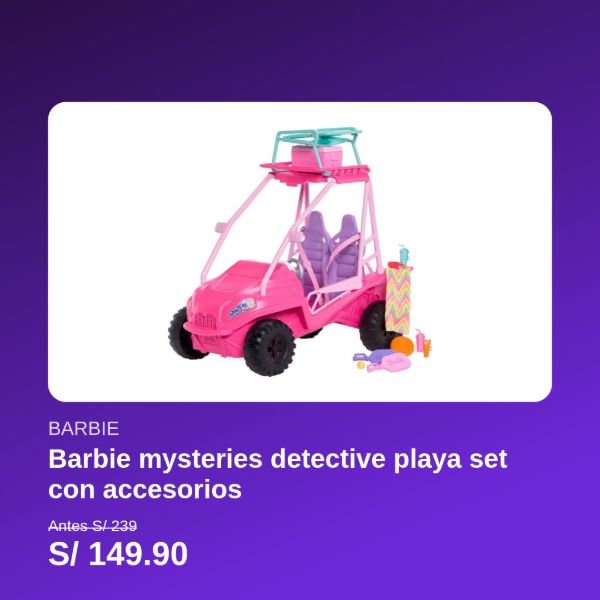 BARBIE
Barbie mysteries detective playa set
con accesorios
Antes S/ 239
S/ 149.90